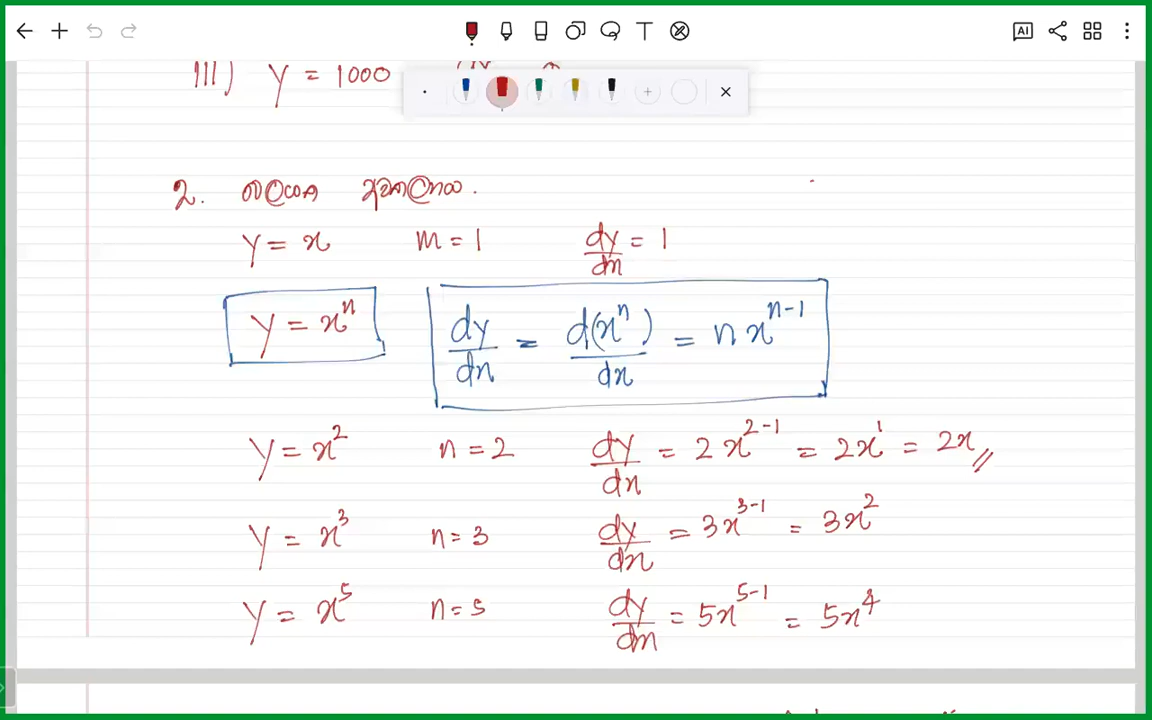 AI
III) y = 1000
2.
y = x m = 1 dy/dx = 1
y = xⁿ dy/dx = d(xⁿ)/dx = n xⁿ⁻¹
y = x² n = 2 dy/dx = 2x²⁻¹ = 2x¹ = 2x
y = x³ n = 3 dy/dx = 3x³⁻¹ = 3x²
y = x⁵ n = 5 dy/dx = 5x⁵⁻¹ = 5x⁴